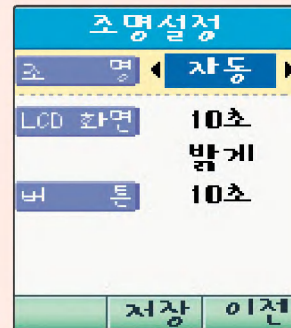 조명설정
조 명 자동
LCD 화면 10초
밝게
버 튼 10초
저장 이전